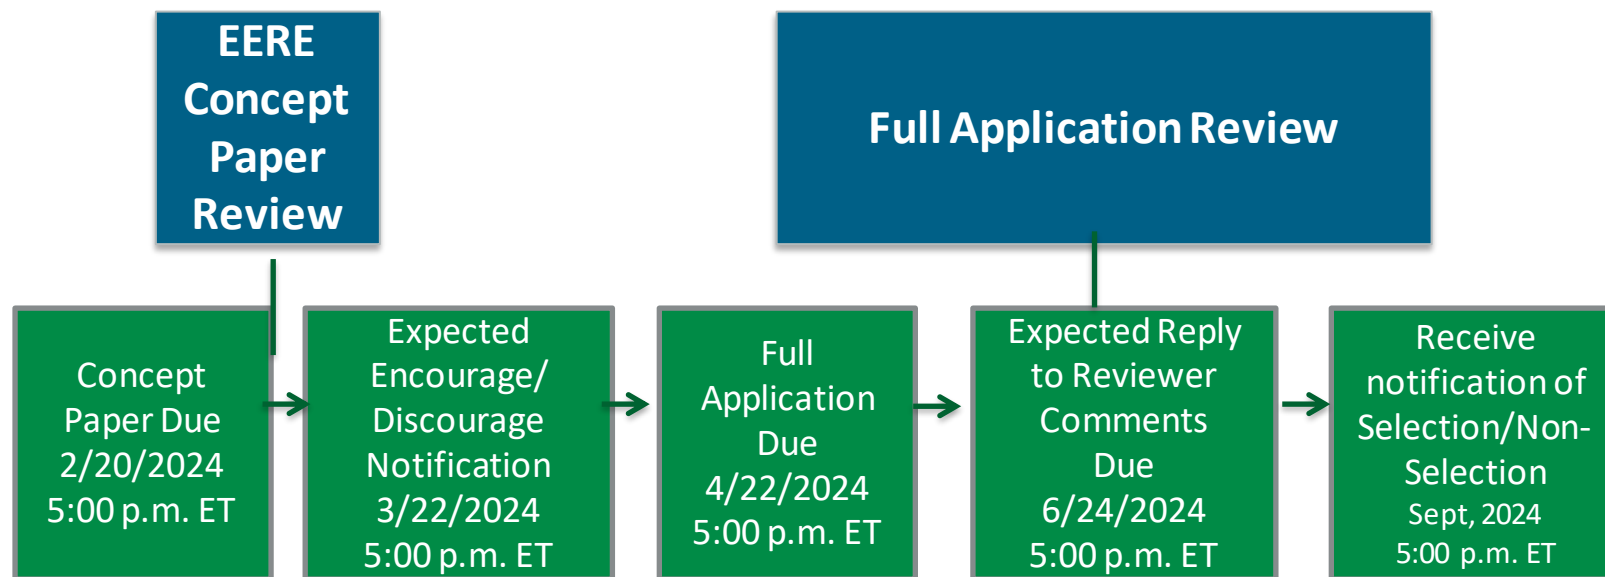 EERE
Concept
Paper
Review
Full Application Review
Concept
Paper Due
2/20/2024
5:00 p.m. ET
Expected
Encourage/
Discourage
Notification
3/22/2024
5:00 p.m. ET
Full
Application
Due
4/22/2024
5:00 p.m. ET
Expected Reply
to Reviewer
Comments
Due
6/24/2024
5:00 p.m. ET
Receive
notification of
Selection/Non-
Selection
Sept, 2024
5:00 p.m. ET